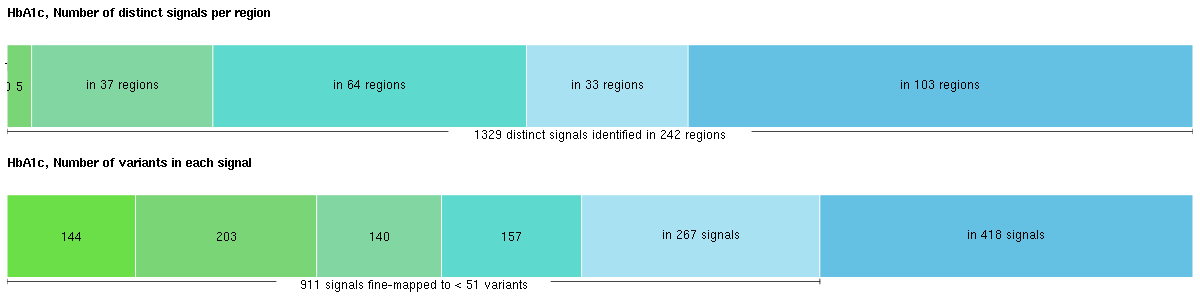 HbA1c, Number of distinct signals per region
0 5 in 37 regions in 64 regions in 33 regions in 103 regions
1329 distinct signals identified in 242 regions
HbA1c, Number of variants in each signal
144 203 140 157 in 267 signals in 418 signals
911 signals fine-mapped to < 51 variants